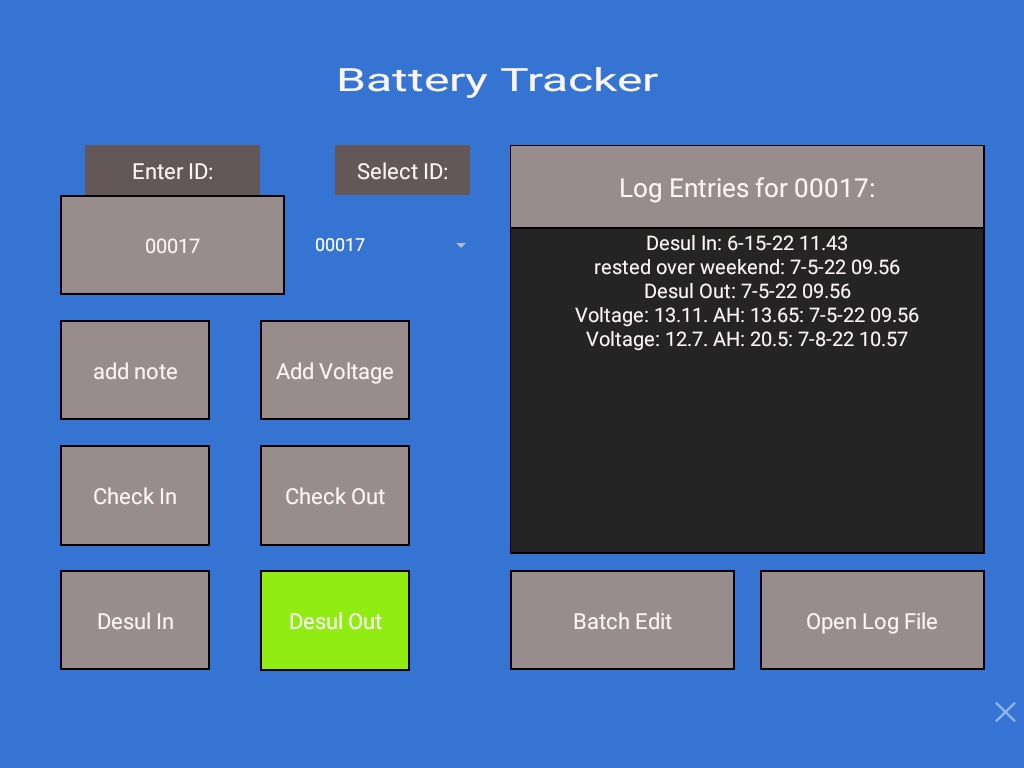 Battery Tracker
Enter ID:
Select ID:
00017
00017
add note
Add Voltage
Check In
Check Out
Desul In
Desul Out
Log Entries for 00017:
Desul In: 6-15-22 11.43
rested over weekend: 7-5-22 09.56
Desul Out: 7-5-22 09.56
Voltage: 13.11. AH: 13.65: 7-5-22 09.56
Voltage: 12.7. AH: 20.5: 7-8-22 10.57
Batch Edit
Open Log File